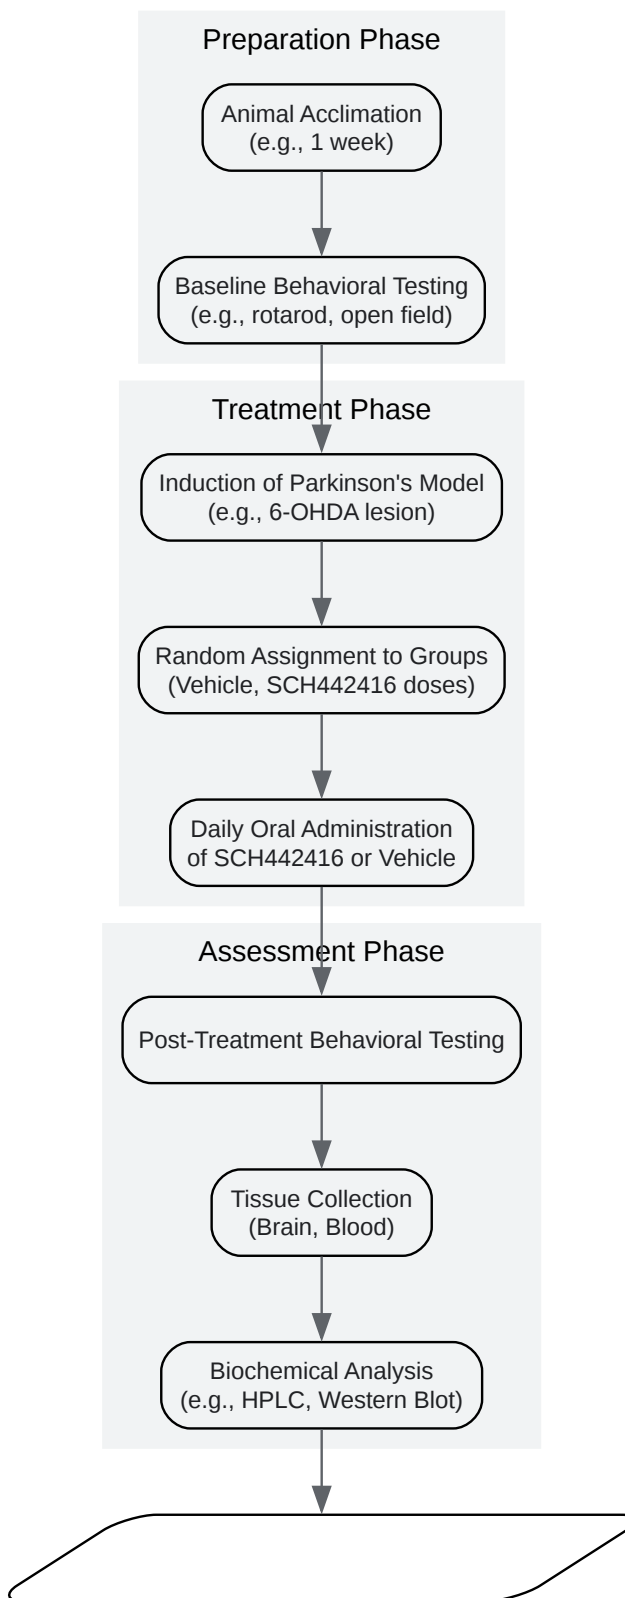 Preparation Phase
Animal Acclimation
(e.g., 1 week)
Baseline Behavioral Testing
(e.g., rotarod, open field)
Treatment Phase
Induction of Parkinson's Model
(e.g., 6-OHDA lesion)
Random Assignment to Groups
(Vehicle, SCH442416 doses)
Daily Oral Administration
of SCH442416 or Vehicle
Assessment Phase
Post-Treatment Behavioral Testing
Tissue Collection
(Brain, Blood)
Biochemical Analysis
(e.g., HPLC, Western Blot)